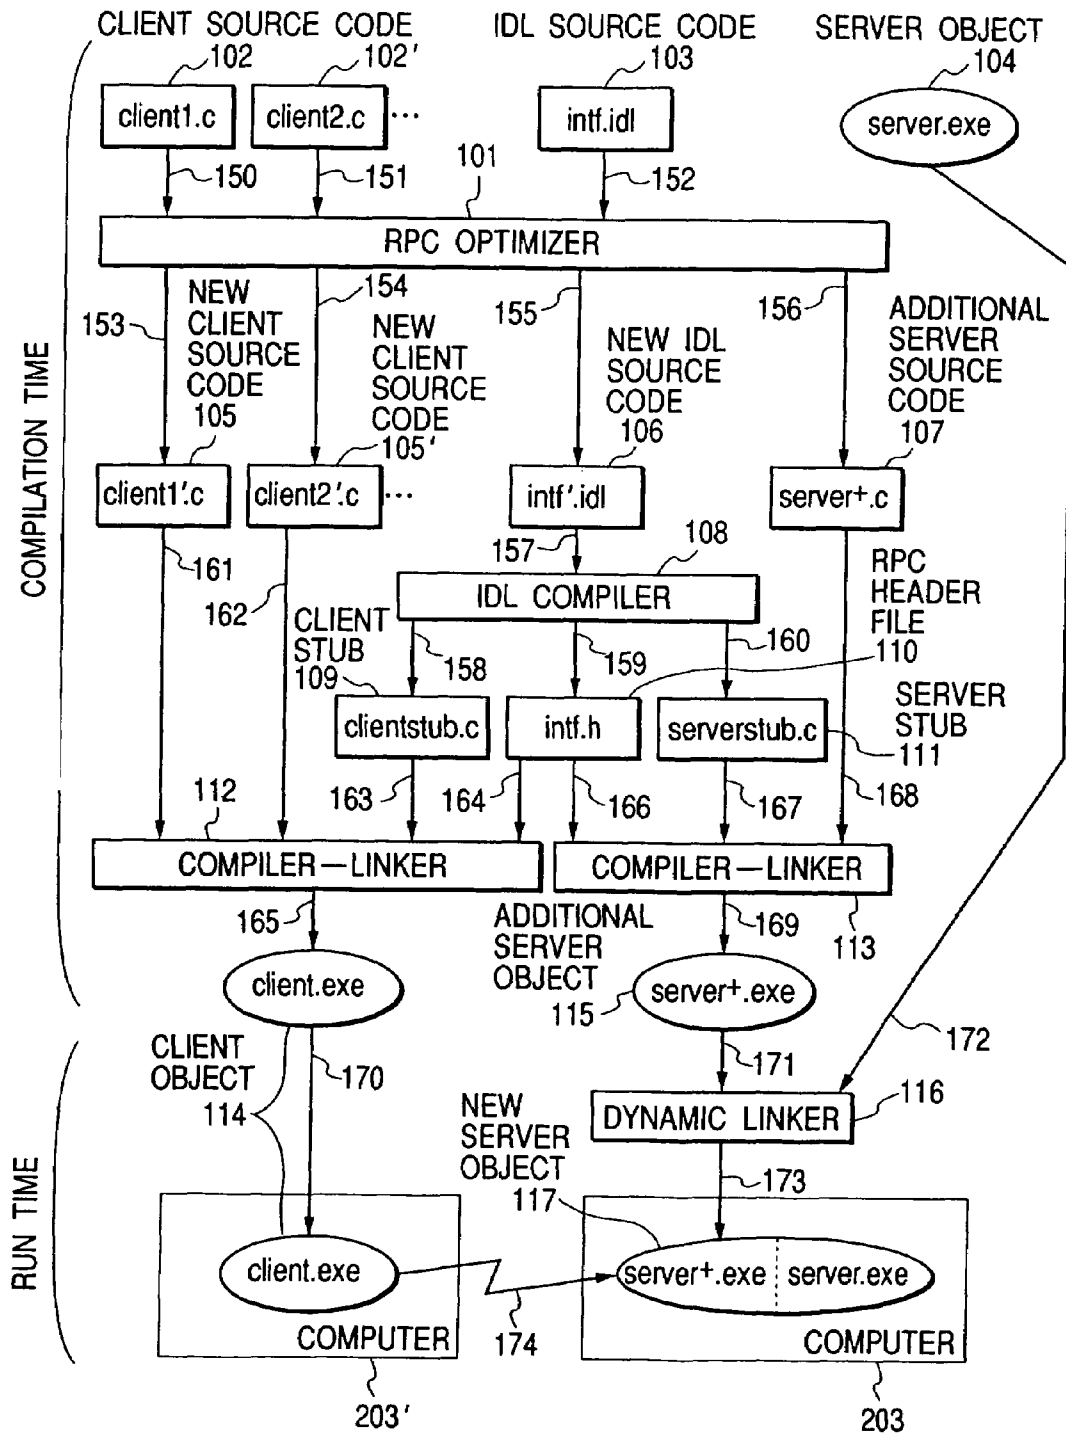 CLIENT SOURCE CODE
IDL SOURCE CODE
SERVER OBJECT
102
102'
103
104
client1.c
client2.c
...
intf.idl
server.exe
150
151
101
152
RPC OPTIMIZER
153
NEW
CLIENT
SOURCE
CODE
105
154
NEW
CLIENT
SOURCE
CODE
105'
155
NEW IDL
SOURCE
CODE
106
156
ADDITIONAL
SERVER
SOURCE
CODE
107
COMPILATION TIME
client1'.c
client2'.c
...
intf'.idl
server+.c
161
162
157
108
IDL COMPILER
RPC
HEADER
FILE
110
CLIENT
STUB
109
158
159
160
clientstub.c
intf.h
serverstub.c
SERVER
STUB
111
112
163
164
166
167
168
COMPILER—LINKER
COMPILER—LINKER
165
ADDITIONAL
SERVER
OBJECT
115
169
113
client.exe
server+.exe
172
CLIENT
OBJECT
114
170
171
116
DYNAMIC LINKER
NEW
SERVER
OBJECT
117
173
RUN TIME
client.exe
server+.exe
server.exe
174
COMPUTER
COMPUTER
203'
203